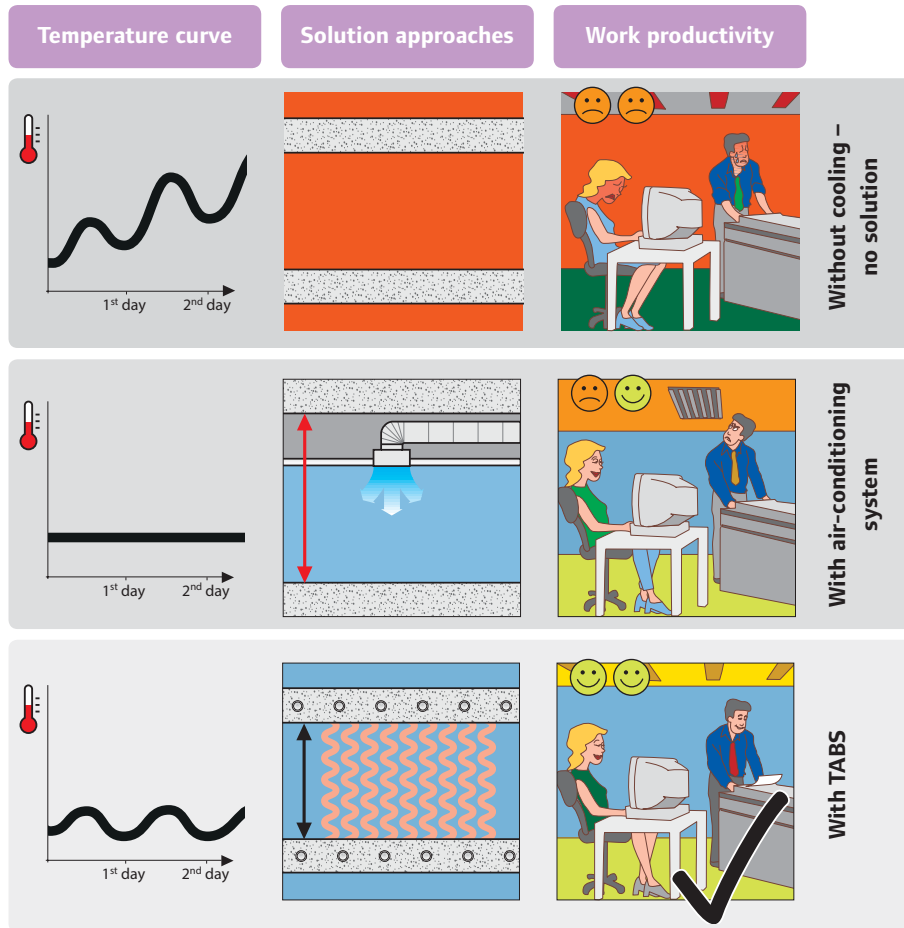 Temperature curve
Solution approaches
Work productivity
1st day
2nd day
Without cooling –
no solution
1st day
2nd day
With air-conditioning
system
1st day
2nd day
With TABS